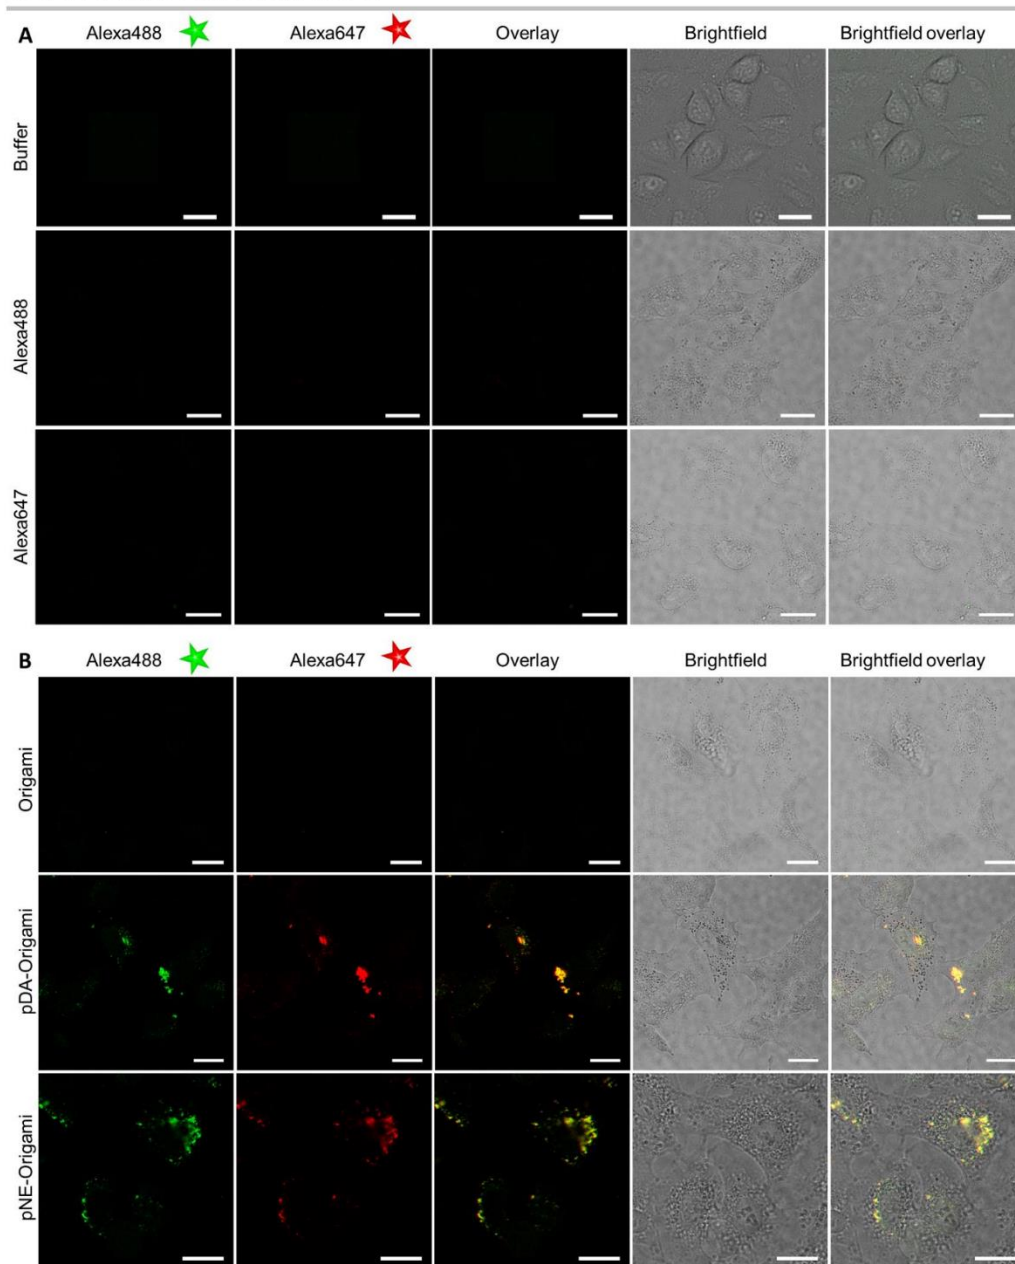 A Alexa488 Alexa647 Overlay Brightfield Brightfield overlay
Buffer
Alexa488
Alexa647
B Alexa488 Alexa647 Overlay Brightfield Brightfield overlay
Origami
pDA-Origami
pNE-Origami